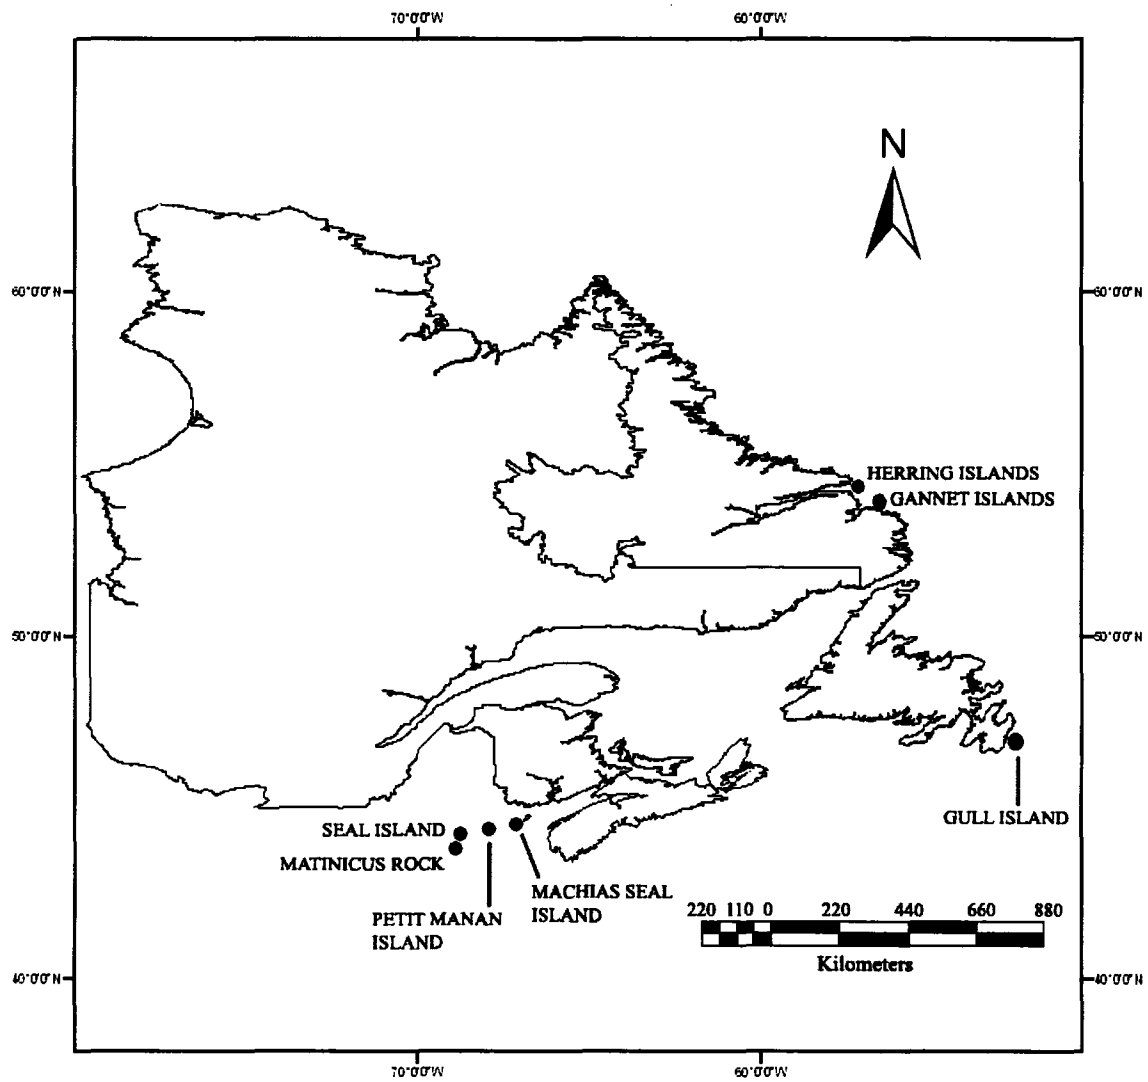 70°0'0"W 60°0'0"W
N
60°0'0"N 60°0'0"N
HERRING ISLANDS
GANNET ISLANDS
50°0'0"N 50°0'0"N
GULL ISLAND
SEAL ISLAND
MATINICUS ROCK
MACHIAS SEAL
ISLAND
PETIT MANAN
ISLAND
220 110 0 220 440 660 880
Kilometers
40°0'0"N 40°0'0"N
70°0'0"W 60°0'0"W